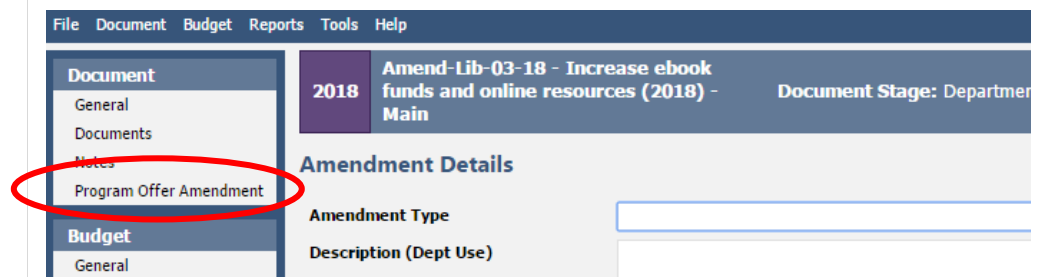 File Document Budget Reports Tools Help
Document
General
Documents
Notes
Program Offer Amendment
Budget
General
2018
Amend-Lib-03-18 - Increase ebook
funds and online resources (2018) -
Main
Document Stage: Departmen
Amendment Details
Amendment Type
Description (Dept Use)